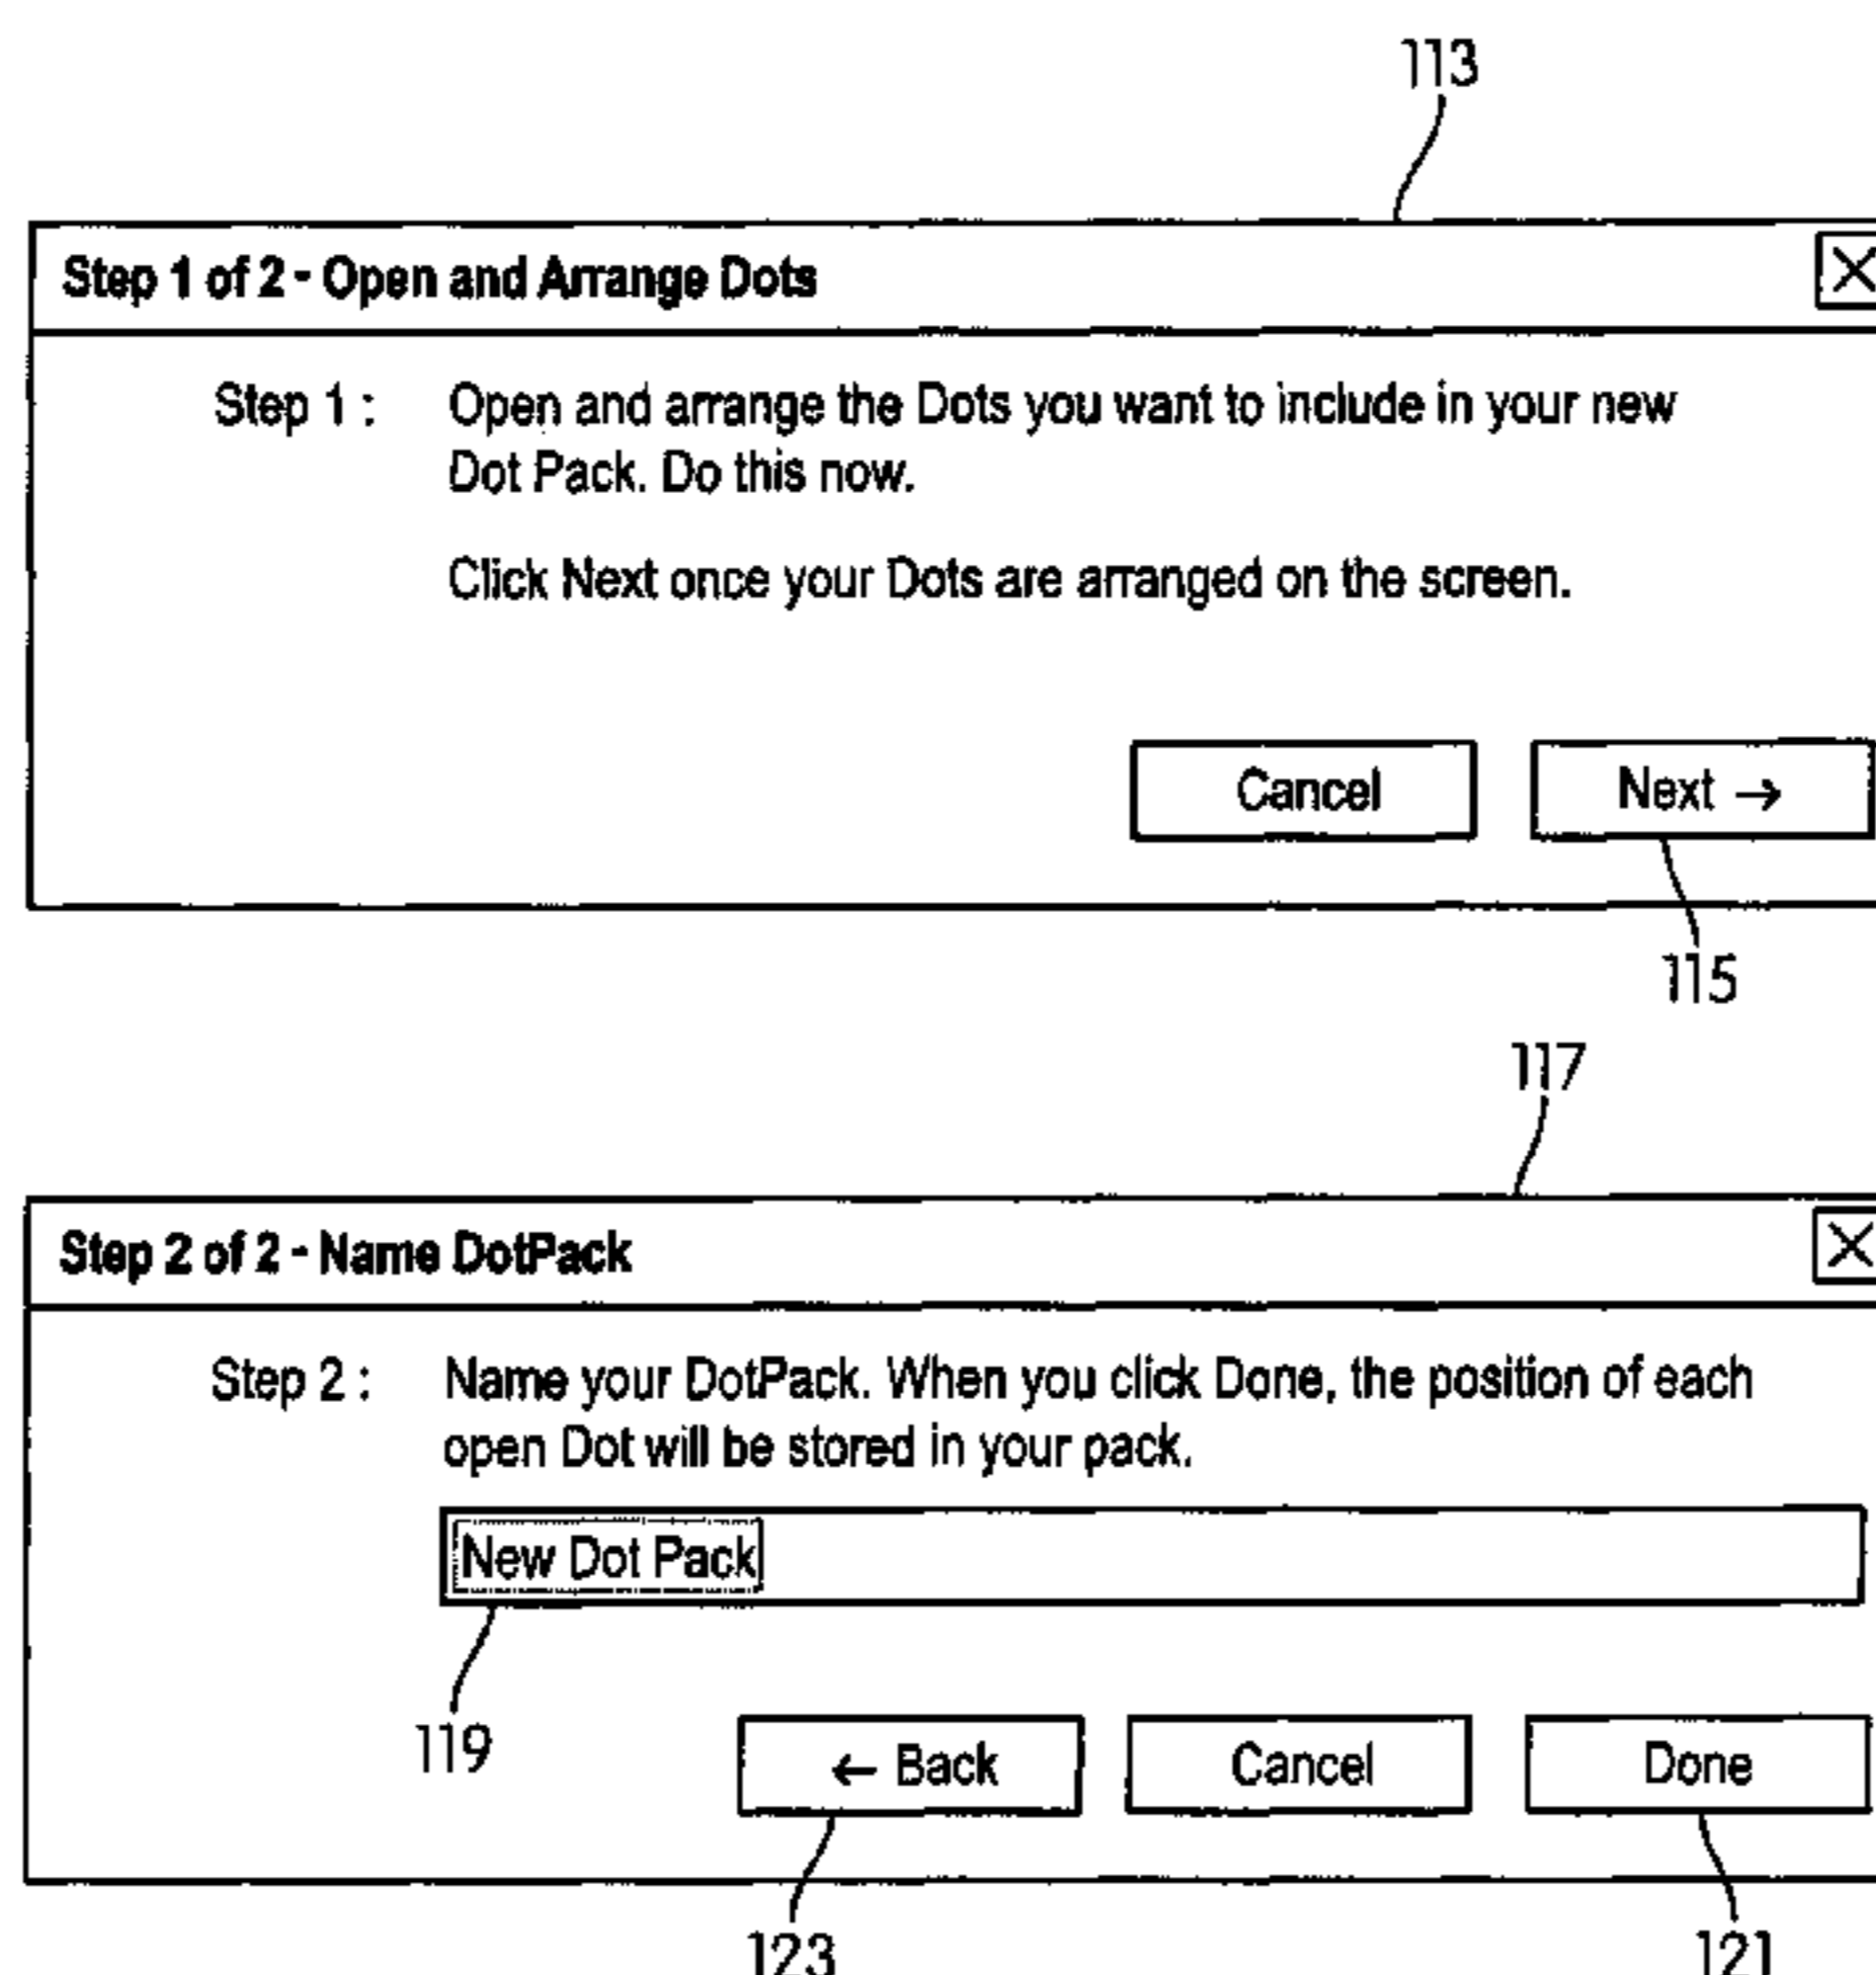 113
Step 1 of 2 - Open and Arrange Dots
Step 1 : Open and arrange the Dots you want to include in your new
Dot Pack. Do this now.
Click Next once your Dots are arranged on the screen.
Cancel Next →
115
117
Step 2 of 2 - Name DotPack
Step 2 : Name your DotPack. When you click Done, the position of each
open Dot will be stored in your pack.
New Dot Pack
119
← Back Cancel Done
123 121